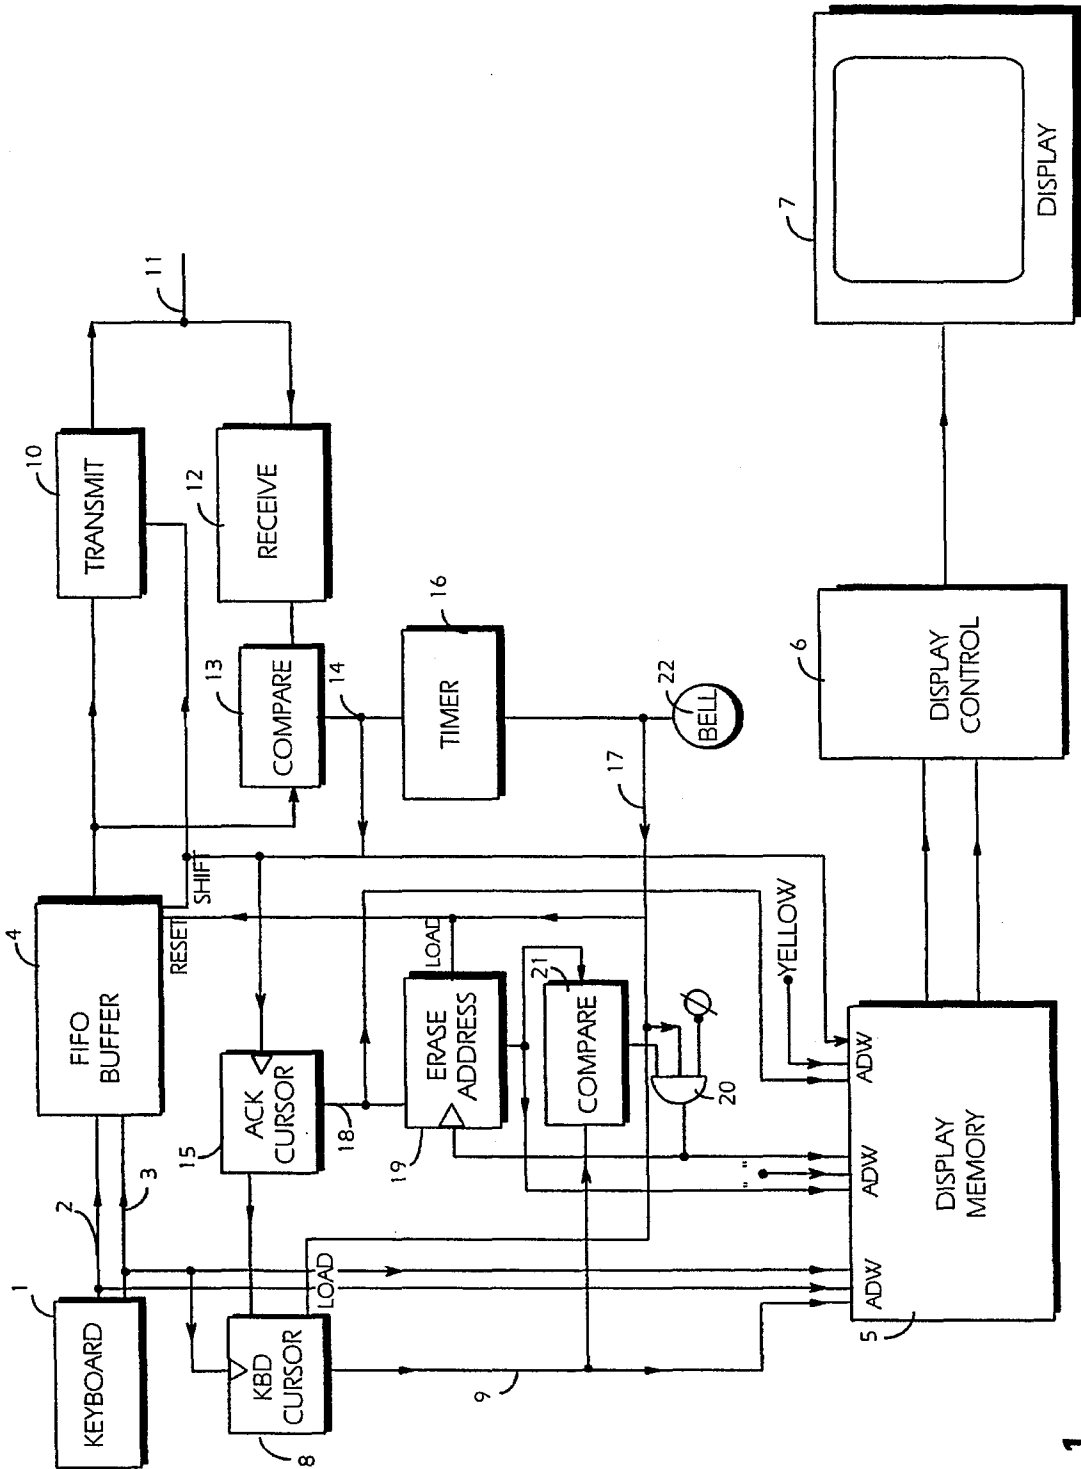 1
KEYBOARD
2
3
4
FIFO
BUFFER
RESET
SHIF
10
TRANSMIT
11
12
RECEIVE
13
COMPARE
14
15
ACK
CURSOR
18
16
TIMER
17
22
BELL
8
KBD
CURSOR
LOAD
9
19
ERASE
ADDRESS
LOAD
21
COMPARE
20
YELLOW
" "
ADW
ADW
ADW
5
DISPLAY
MEMORY
6
DISPLAY
CONTROL
7
DISPLAY
1